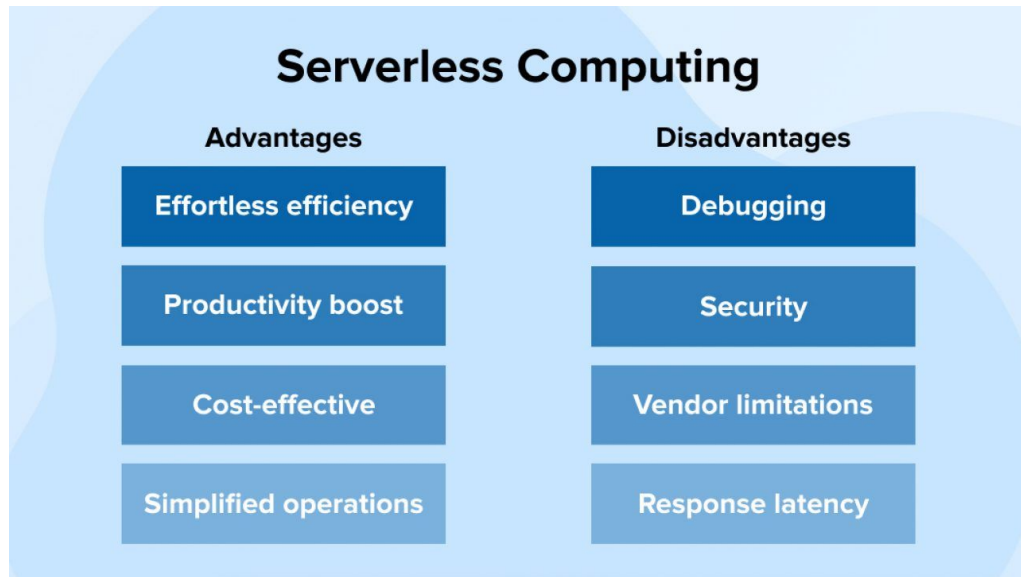 Serverless Computing
Advantages
Effortless efficiency
Productivity boost
Cost-effective
Simplified operations
Disadvantages
Debugging
Security
Vendor limitations
Response latency